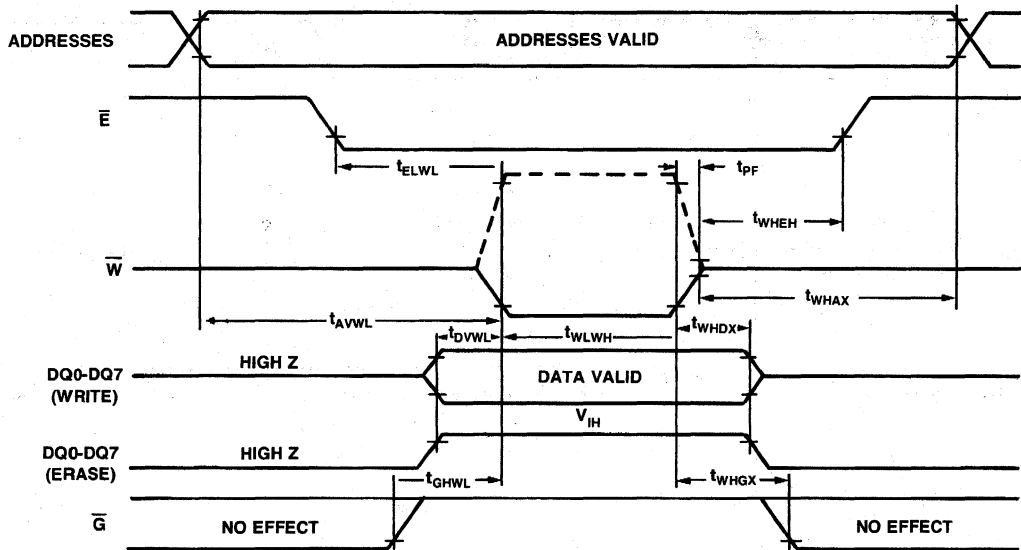 ADDRESSES
ADDRESSES VALID
E̅
tELWL
tPF
tWHEH
W̅
tWHAX
tAVWL
tDVWL
tWLWH
tWHDX
DQ0-DQ7
(WRITE)
HIGH Z
DATA VALID
VIH
DQ0-DQ7
(ERASE)
HIGH Z
tGHWL
tWHGX
G̅
NO EFFECT
NO EFFECT